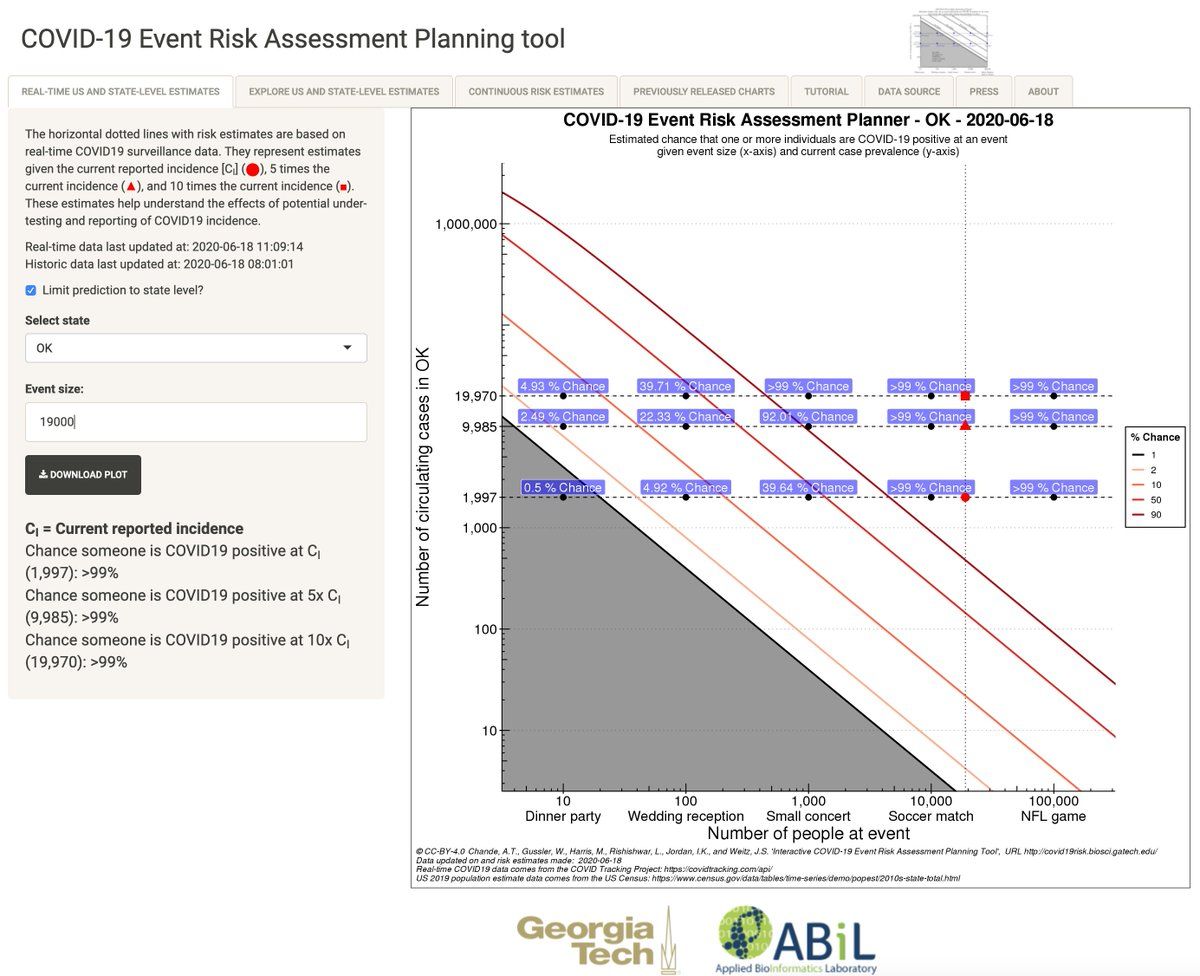 COVID-19 Event Risk Assessment Planning tool
REAL-TIME US AND STATE-LEVEL ESTIMATES
EXPLORE US AND STATE-LEVEL ESTIMATES
CONTINUOUS RISK ESTIMATES
PREVIOUSLY RELEASED CHARTS
TUTORIAL
DATA SOURCE
PRESS
ABOUT
The horizontal dotted lines with risk estimates are based on
real-time COVID19 surveillance data. They represent estimates
given the current reported incidence [C_I] (●), 5 times the
current incidence (▲), and 10 times the current incidence (■).
These estimates help understand the effects of potential under-
testing and reporting of COVID19 incidence.
Real-time data last updated at: 2020-06-18 11:09:14
Historic data last updated at: 2020-06-18 08:01:01
Limit prediction to state level?
Select state
OK
Event size:
19000
DOWNLOAD PLOT
C_I = Current reported incidence
Chance someone is COVID19 positive at C_I
(1,997): >99%
Chance someone is COVID19 positive at 5x C_I
(9,985): >99%
Chance someone is COVID19 positive at 10x C_I
(19,970): >99%
COVID-19 Event Risk Assessment Planner - OK - 2020-06-18
Estimated chance that one or more individuals are COVID-19 positive at an event
given event size (x-axis) and current case prevalence (y-axis)
Number of circulating cases in OK
1,000,000
19,970
9,985
1,997
1,000
100
10
4.93 % Chance
39.71 % Chance
>99 % Chance
>99 % Chance
>99 % Chance
2.49 % Chance
22.33 % Chance
92.01 % Chance
>99 % Chance
>99 % Chance
0.5 % Chance
4.92 % Chance
39.64 % Chance
>99 % Chance
>99 % Chance
% Chance
1
2
10
50
90
10
Dinner party
100
Wedding reception
1,000
Small concert
10,000
Soccer match
100,000
NFL game
Number of people at event
© CC-BY-4.0 Chande, A.T., Gussler, W., Harris, M., Rishishwar, L., Jordan, I.K., and Weitz, J.S. 'Interactive COVID-19 Event Risk Assessment Planning Tool', URL http://covid19risk.biosci.gatech.edu/
Data updated on and risk estimates made: 2020-06-18
Real-time COVID19 data comes from the COVID Tracking Project: https://covidtracking.com/api/
US 2019 population estimate data comes from the US Census: https://www.census.gov/data/tables/time-series/demo/popest/2010s-state-total.html
Georgia
Tech
ABiL
Applied BioInformatics Laboratory